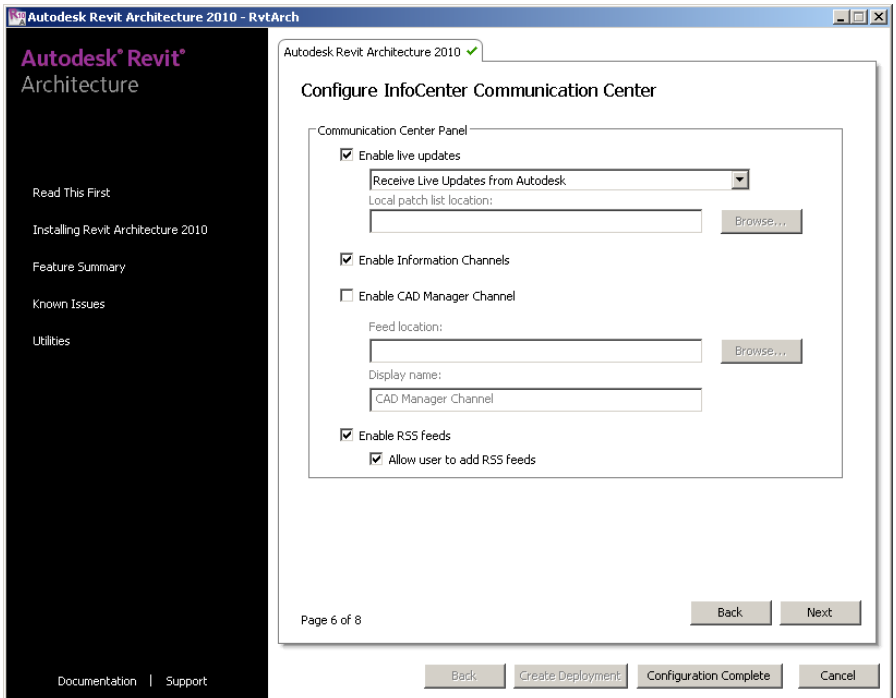 Autodesk Revit Architecture 2010 - RvtArch
Autodesk® Revit®
Architecture
Read This First
Installing Revit Architecture 2010
Feature Summary
Known Issues
Utilities
Documentation | Support
Autodesk Revit Architecture 2010
Configure InfoCenter Communication Center
Communication Center Panel
Enable live updates
Receive Live Updates from Autodesk
Local patch list location:
Browse...
Enable Information Channels
Enable CAD Manager Channel
Feed location:
Browse...
Display name:
CAD Manager Channel
Enable RSS feeds
Allow user to add RSS feeds
Page 6 of 8
Back Next
Back Create Deployment Configuration Complete Cancel